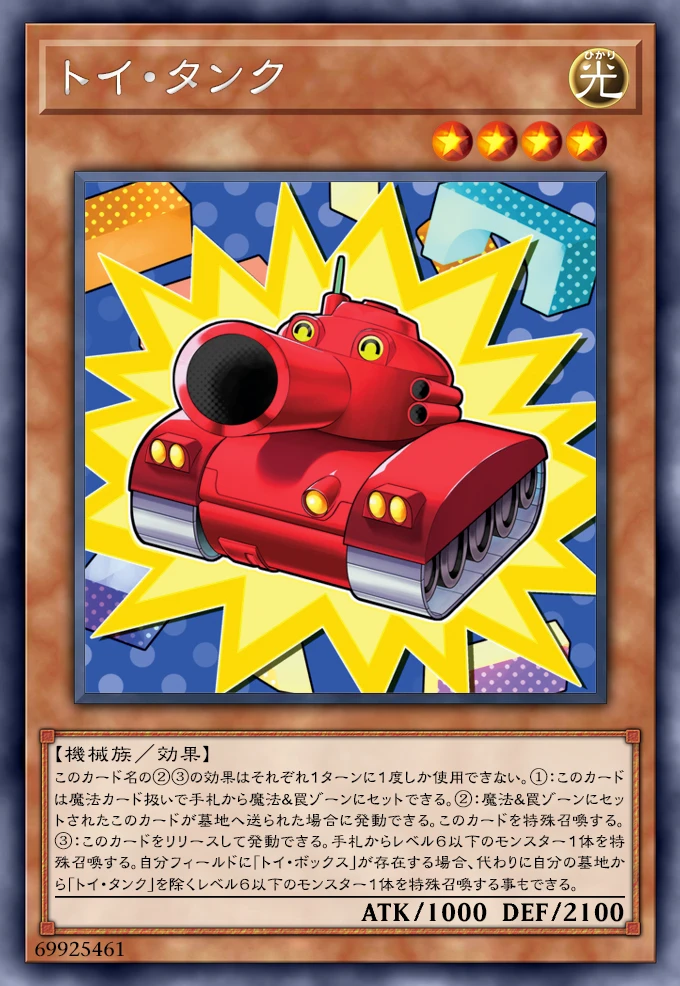 トイ・タンク
ひかり
光
【機械族／効果】
このカード名の②③の効果はそれぞれ１ターンに１度しか使用できない。①：このカード
は魔法カード扱いで手札から魔法&罠ゾーンにセットできる。②：魔法&罠ゾーンにセッ
トされたこのカードが墓地へ送られた場合に発動できる。このカードを特殊召喚する。
③：このカードをリリースして発動できる。手札からレベル６以下のモンスター１体を特
殊召喚する。自分フィールドに「トイ・ボックス」が存在する場合、代わりに自分の墓地か
ら「トイ・タンク」を除くレベル６以下のモンスター１体を特殊召喚する事もできる。
ATK/1000 DEF/2100
69925461